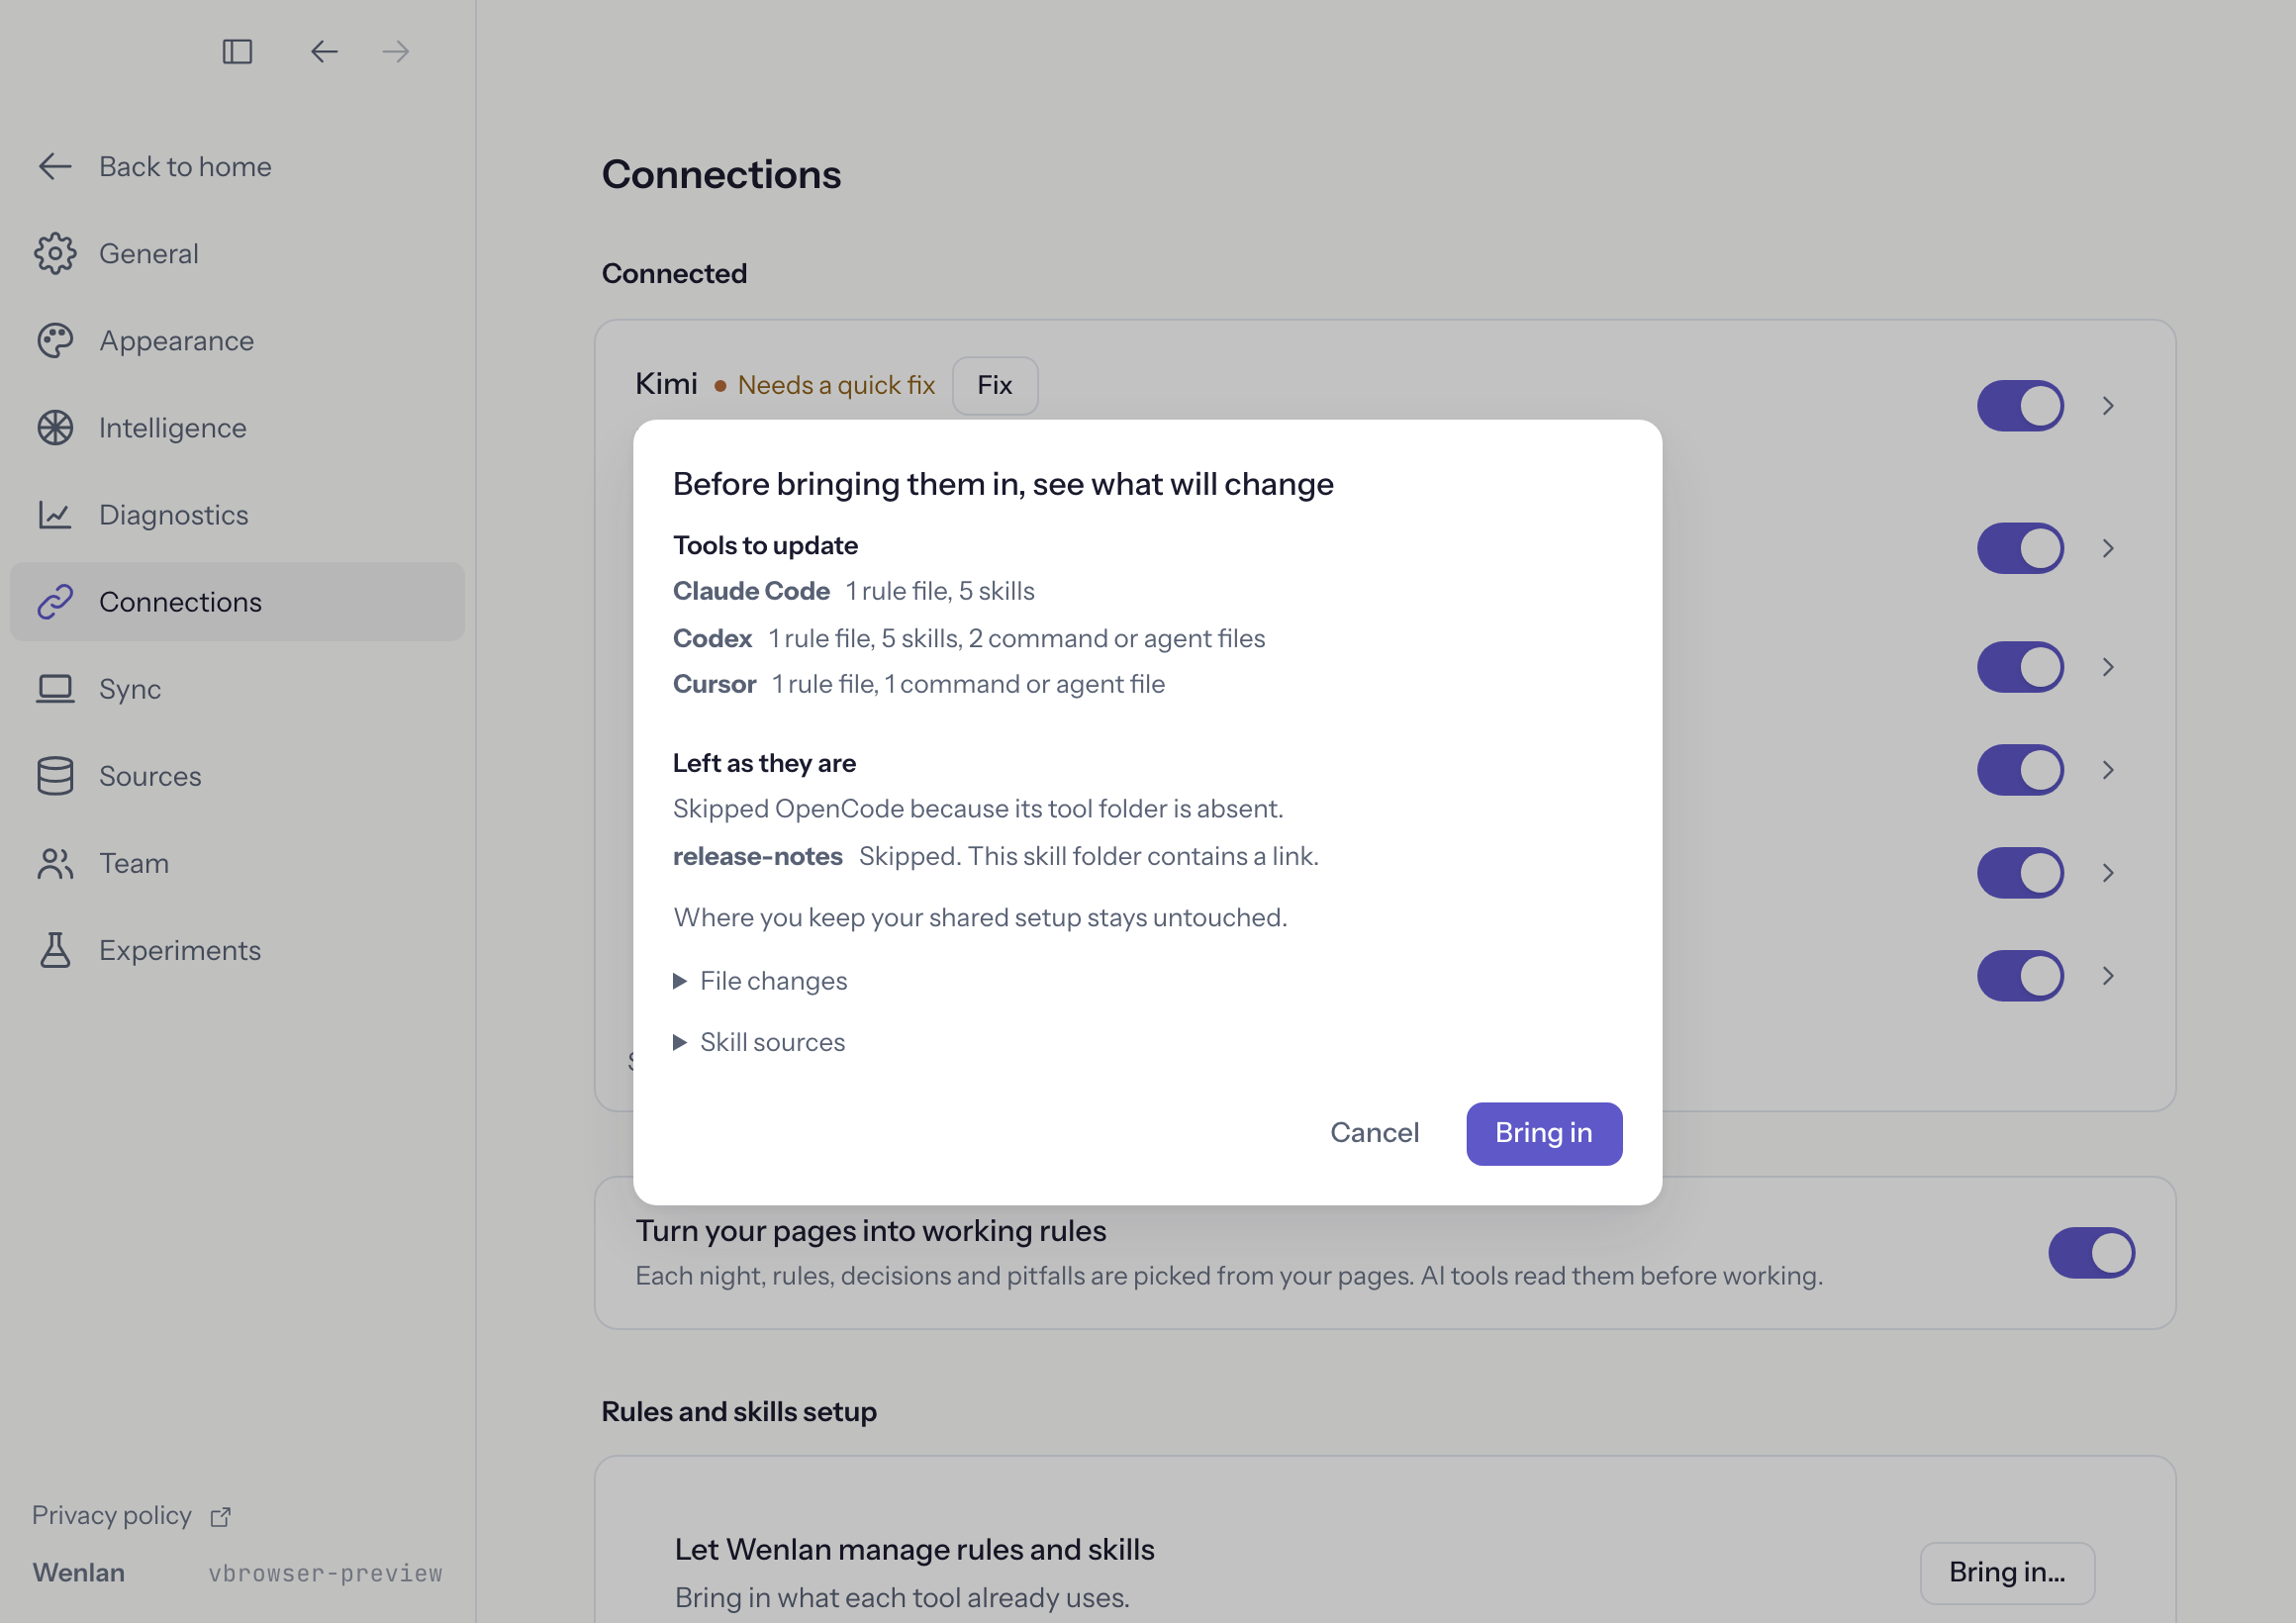 Back to home
General
Appearance
Intelligence
Diagnostics
Connections
Sync
Sources
Team
Experiments
Privacy policy
Wenlan vbrowser-preview
Connections
Connected
Kimi Needs a quick fix Fix
Before bringing them in, see what will change
Tools to update
Claude Code 1 rule file, 5 skills
Codex 1 rule file, 5 skills, 2 command or agent files
Cursor 1 rule file, 1 command or agent file
Left as they are
Skipped OpenCode because its tool folder is absent.
release-notes Skipped. This skill folder contains a link.
Where you keep your shared setup stays untouched.
File changes
Skill sources
Cancel Bring in
Turn your pages into working rules
Each night, rules, decisions and pitfalls are picked from your pages. AI tools read them before working.
Rules and skills setup
Let Wenlan manage rules and skills
Bring in what each tool already uses.
Bring in...